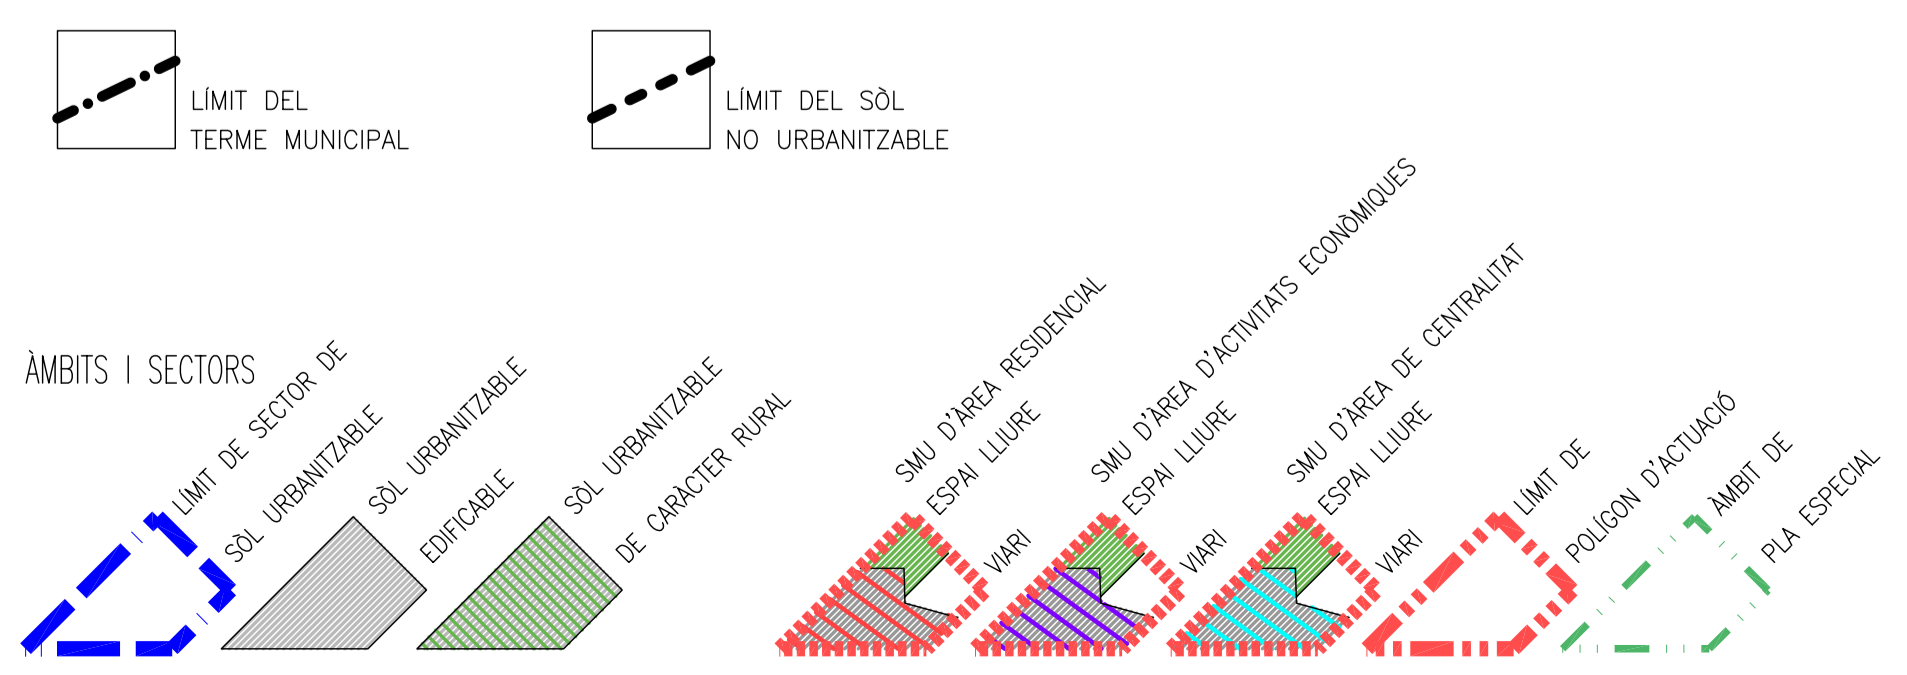 LÍMIT DEL
TERME MUNICIPAL
LÍMIT DEL SÒL
NO URBANITZABLE
ÀMBITS I SECTORS
LÍMIT DE SECTOR DE
SÒL URBANITZABLE
SÒL URBANITZABLE
EDIFICABLE
SÒL URBANITZABLE
DE CARÀCTER RURAL
SMU D'ÀREA RESIDENCIAL
ESPAI LLIURE
VIARI
SMU D'ÀREA D'ACTIVITATS ECONÒMIQUES
ESPAI LLIURE
VIARI
SMU D'ÀREA DE CENTRALITAT
ESPAI LLIURE
VIARI
LÍMIT DE
POLÍGON D'ACTUACIÓ
ÀMBIT DE
PLA ESPECIAL